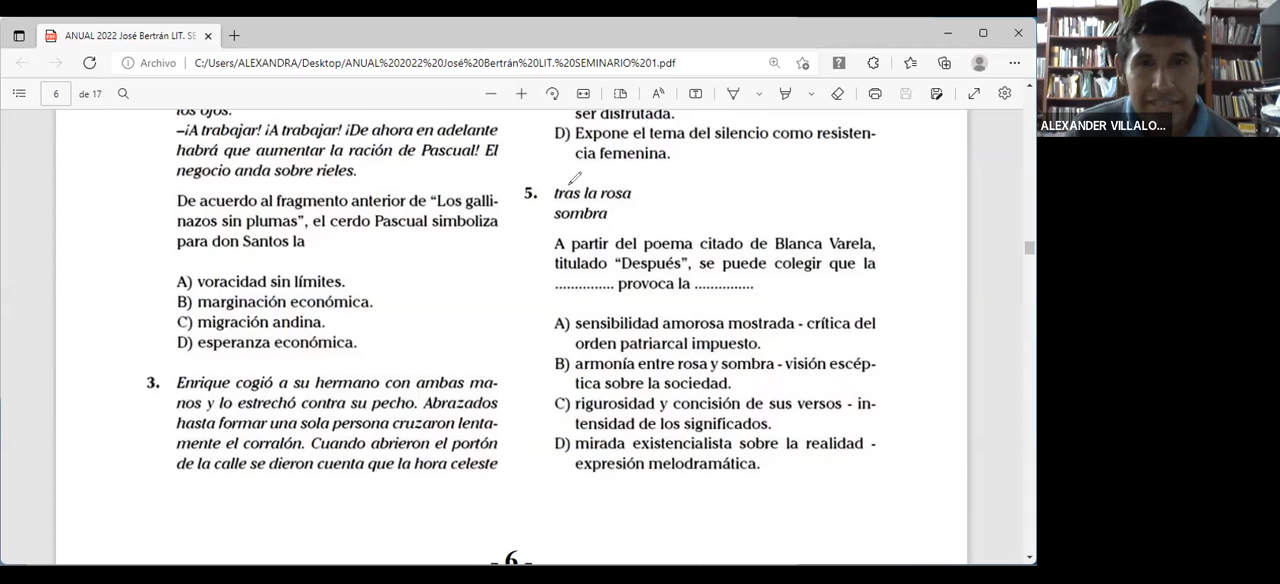 ANUAL 2022 José Bertrán LIT. SE
Archivo
C:/Users/ALEXANDRA/Desktop/ANUAL%202022%20José%20Bertrán%20LIT.%20SEMINARIO%201.pdf
6 de 17
los ojos.
–¡A trabajar! ¡A trabajar! ¡De ahora en adelante
habrá que aumentar la ración de Pascual! El
negocio anda sobre rieles.
De acuerdo al fragmento anterior de “Los galli-
nazos sin plumas”, el cerdo Pascual simboliza
para don Santos la
A) voracidad sin límites.
B) marginación económica.
C) migración andina.
D) esperanza económica.
3. Enrique cogió a su hermano con ambas ma-
nos y lo estrechó contra su pecho. Abrazados
hasta formar una sola persona cruzaron lenta-
mente el corralón. Cuando abrieron el portón
de la calle se dieron cuenta que la hora celeste
ser disfrutada.
D) Expone el tema del silencio como resisten-
cia femenina.
5. tras la rosa
sombra
A partir del poema citado de Blanca Varela,
titulado “Después”, se puede colegir que la
............... provoca la ...............
A) sensibilidad amorosa mostrada - crítica del
orden patriarcal impuesto.
B) armonía entre rosa y sombra - visión escép-
tica sobre la sociedad.
C) rigurosidad y concisión de sus versos - in-
tensidad de los significados.
D) mirada existencialista sobre la realidad -
expresión melodramática.
- 6 -
ALEXANDER VILLALO...